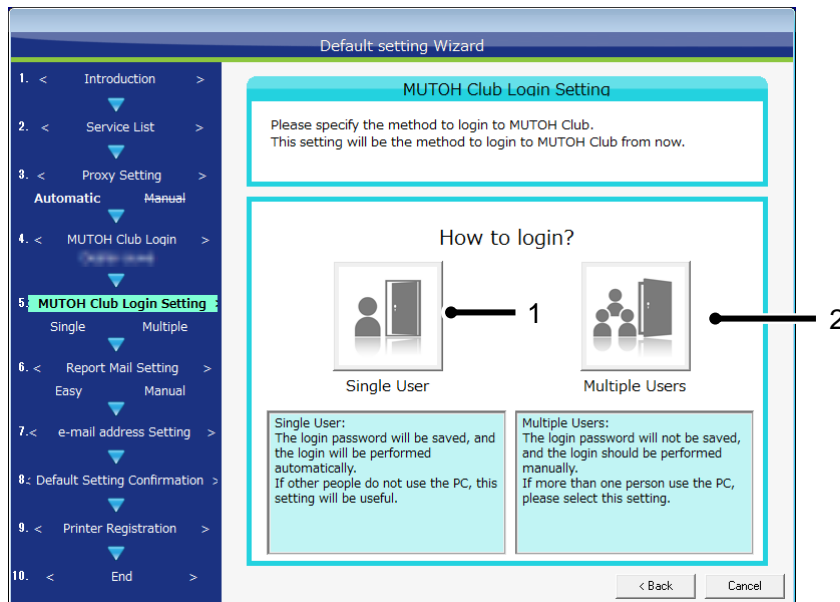 Default setting Wizard
1. < Introduction >
2. < Service List >
3. < Proxy Setting >
Automatic Manual
4. < MUTOH Club Login >
5. MUTOH Club Login Setting
Single Multiple
6. < Report Mail Setting >
Easy Manual
7.< e-mail address Setting >
8.< Default Setting Confirmation >
9. < Printer Registration >
10. < End >
MUTOH Club Login Setting
Please specify the method to login to MUTOH Club.
This setting will be the method to login to MUTOH Club from now.
How to login?
1
2
Single User
Multiple Users
Single User:
The login password will be saved, and
the login will be performed
automatically.
If other people do not use the PC, this
setting will be useful.
Multiple Users:
The login password will not be saved,
and the login should be performed
manually.
If more than one person use the PC,
please select this setting.
< Back
Cancel